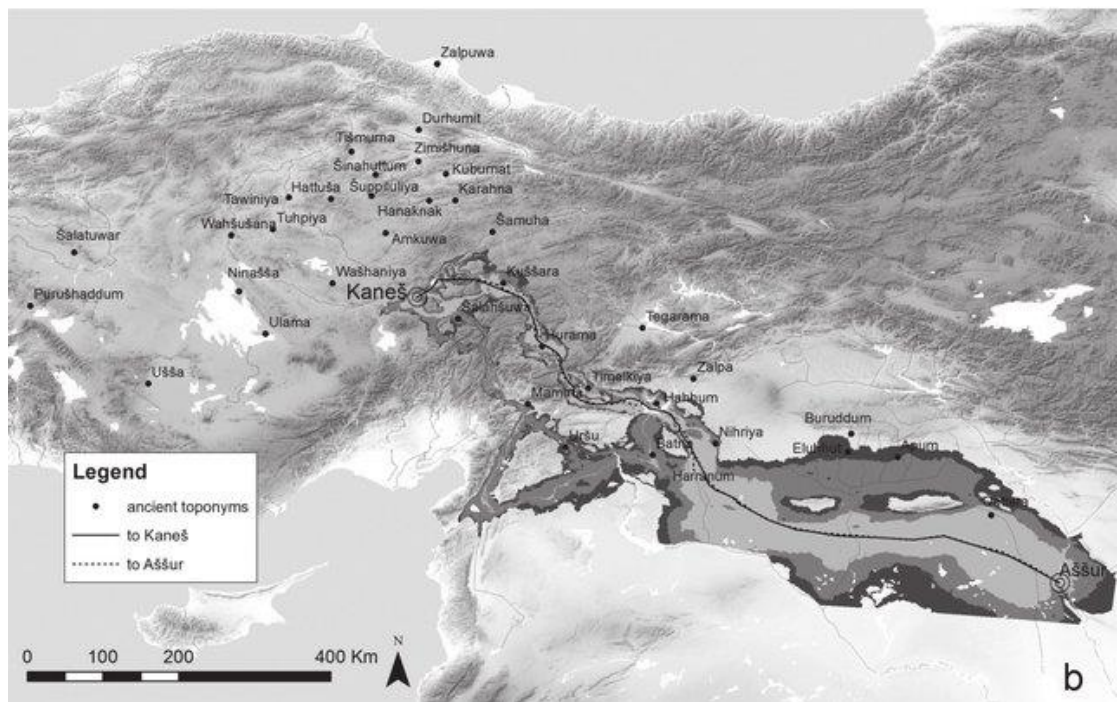 Zalpuwa
Durhumit
Tišmurna
Zimišhuna
Šinahuttum
Kuburnat
Hattuša
Šuppiluliya
Tawiniya
Hanaknak
Karahna
Wahšušana
Tuhpiya
Amkuwa
Šamuha
Šalatuwar
Ninašša
Wašhaniya
Kaneš
Kuššara
Purušhaddum
Šalahšuwa
Ulama
Tegarama
Hurama
Ušša
Timelkiya
Zalpa
Mamma
Hahhum
Uršu
Batna
Nihriya
Buruddum
Eluhhut
Harranum
Aššur
Legend
ancient toponyms
to Kaneš
to Aššur
N
0 100 200 400 Km
b